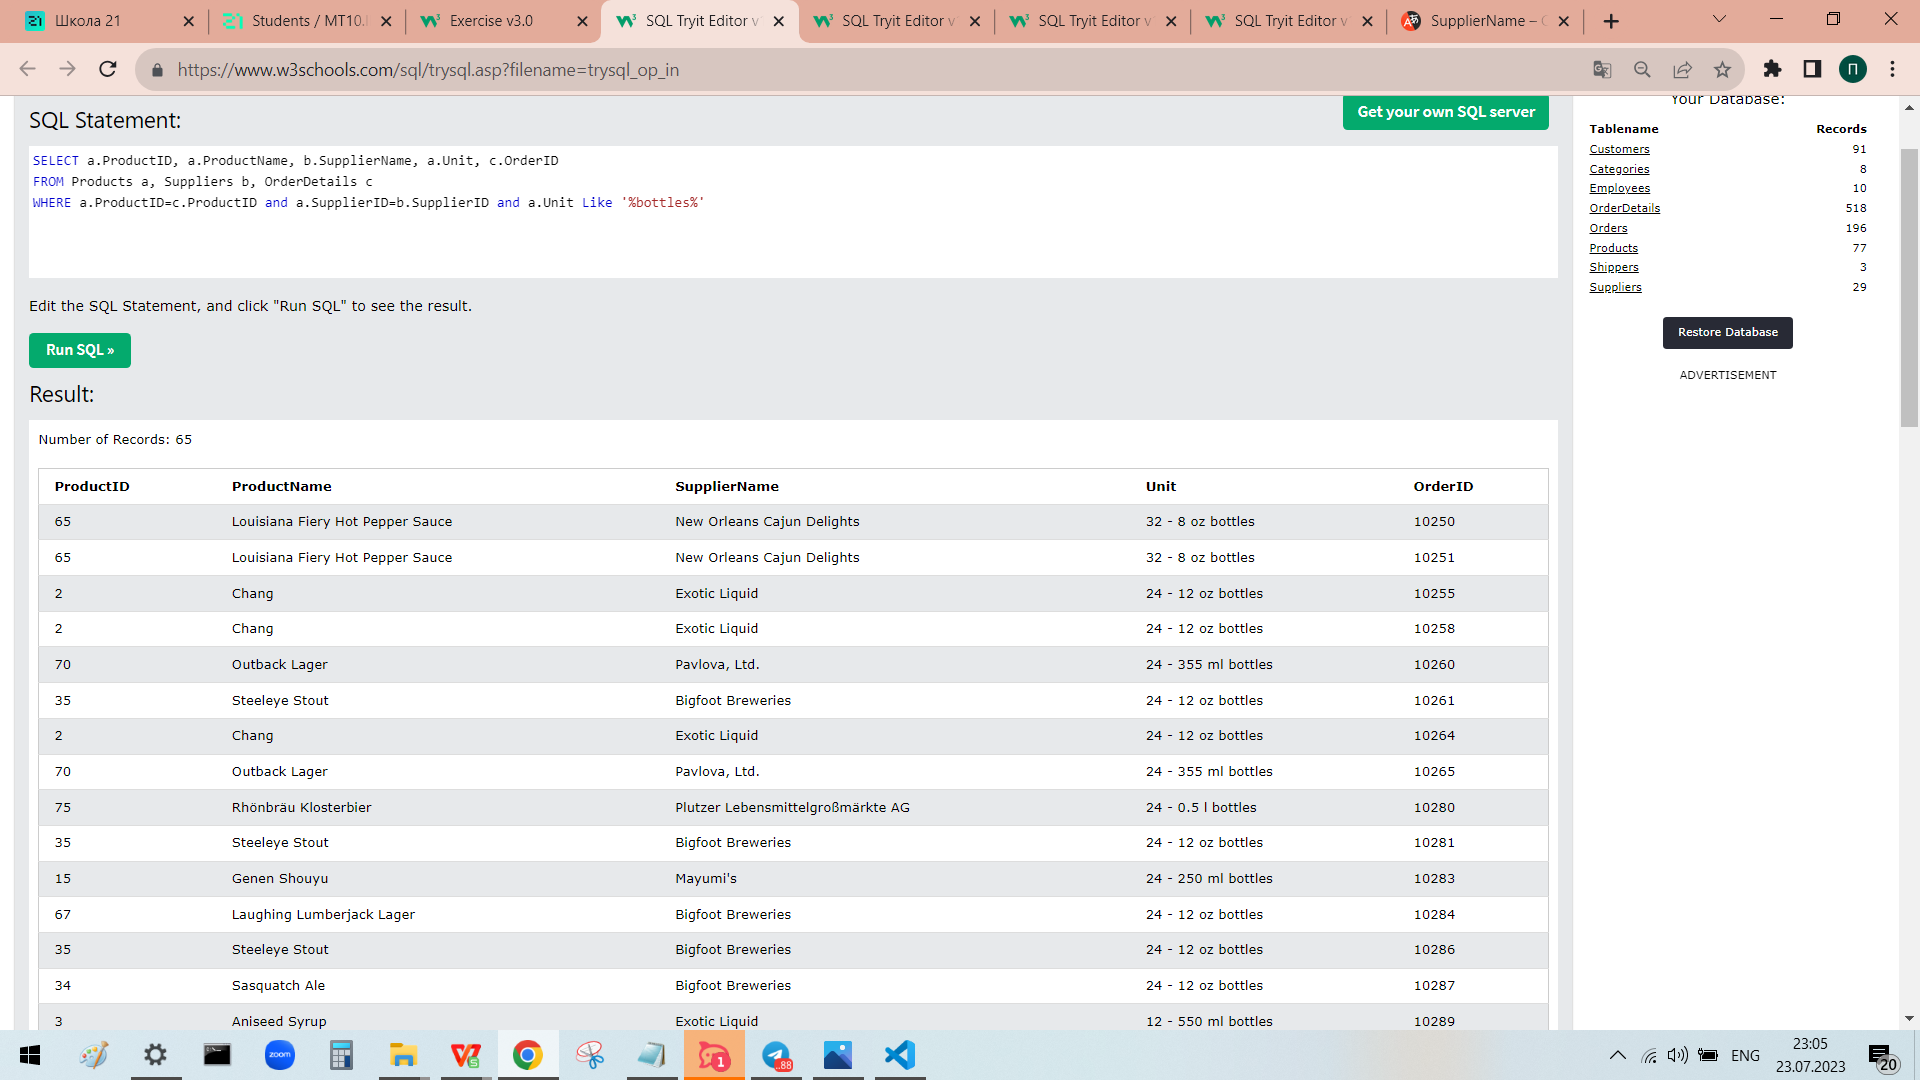 Школа 21
Students / MT10.
Exercise v3.0
SQL Tryit Editor v
SQL Tryit Editor v
SQL Tryit Editor v
SQL Tryit Editor v
SupplierName –
https://www.w3schools.com/sql/trysql.asp?filename=trysql_op_in
П
SQL Statement:
Get your own SQL server
SELECT a.ProductID, a.ProductName, b.SupplierName, a.Unit, c.OrderID
FROM Products a, Suppliers b, OrderDetails c
WHERE a.ProductID=c.ProductID and a.SupplierID=b.SupplierID and a.Unit Like '%bottles%'
Edit the SQL Statement, and click "Run SQL" to see the result.
Run SQL »
Result:
Number of Records: 65
ProductID ProductName SupplierName Unit OrderID
65 Louisiana Fiery Hot Pepper Sauce New Orleans Cajun Delights 32 - 8 oz bottles 10250
65 Louisiana Fiery Hot Pepper Sauce New Orleans Cajun Delights 32 - 8 oz bottles 10251
2 Chang Exotic Liquid 24 - 12 oz bottles 10255
2 Chang Exotic Liquid 24 - 12 oz bottles 10258
70 Outback Lager Pavlova, Ltd. 24 - 355 ml bottles 10260
35 Steeleye Stout Bigfoot Breweries 24 - 12 oz bottles 10261
2 Chang Exotic Liquid 24 - 12 oz bottles 10264
70 Outback Lager Pavlova, Ltd. 24 - 355 ml bottles 10265
75 Rhönbräu Klosterbier Plutzer Lebensmittelgroßmärkte AG 24 - 0.5 l bottles 10280
35 Steeleye Stout Bigfoot Breweries 24 - 12 oz bottles 10281
15 Genen Shouyu Mayumi's 24 - 250 ml bottles 10283
67 Laughing Lumberjack Lager Bigfoot Breweries 24 - 12 oz bottles 10284
35 Steeleye Stout Bigfoot Breweries 24 - 12 oz bottles 10286
34 Sasquatch Ale Bigfoot Breweries 24 - 12 oz bottles 10287
3 Aniseed Syrup Exotic Liquid 12 - 550 ml bottles 10289
Your Database:
Tablename Records
Customers 91
Categories 8
Employees 10
OrderDetails 518
Orders 196
Products 77
Shippers 3
Suppliers 29
Restore Database
ADVERTISEMENT
zoom
1
..88
ENG
23:05
23.07.2023
20